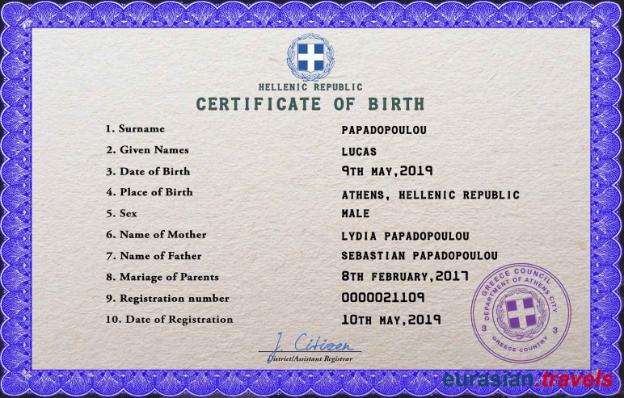 HELLENIC REPUBLIC
CERTIFICATE OF BIRTH
1. Surname PAPADOPOULOU
2. Given Names LUCAS
3. Date of Birth 9TH MAY,2019
4. Place of Birth ATHENS, HELLENIC REPUBLIC
5. Sex MALE
6. Name of Mother LYDIA PAPADOPOULOU
7. Name of Father SEBASTIAN PAPADOPOULOU
8. Mariage of Parents 8TH FEBRUARY,2017
9. Registration number 0000021109
10. Date of Registration 10TH MAY,2019
J. Citizen
District/Assistant Registrar
GREECE COUNCIL
DEPARTMENT OF ATHENS CITY
3 3
GREECE COUNTRY
eurasian.travels